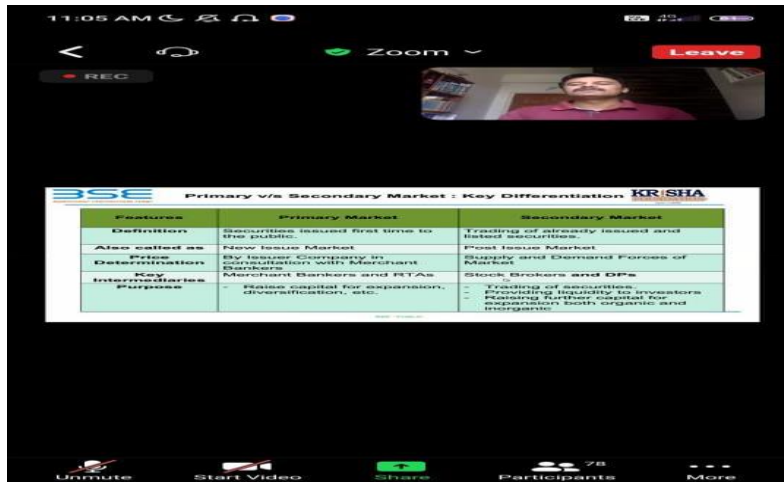 11:05 AM
4G
Zoom
Leave
REC
BSE
Primary v/s Secondary Market : Key Differentiation
KRISHA
Features Primary Market Secondary Market
Definition Securities issued first time to the public. Trading of already issued and listed securities.
Also called as New Issue Market Post Issue Market
Price Determination By Issuer Company in consultation with Merchant Bankers Supply and Demand Forces of Market
Key Intermediaries Merchant Bankers and RTAs Stock Brokers and DPs
Purpose - Raise capital for expansion, diversification, etc. - Trading of securities.
- Providing liquidity to investors
- Raising further capital for expansion both organic and inorganic
78
Unmute Start Video Share Participants More